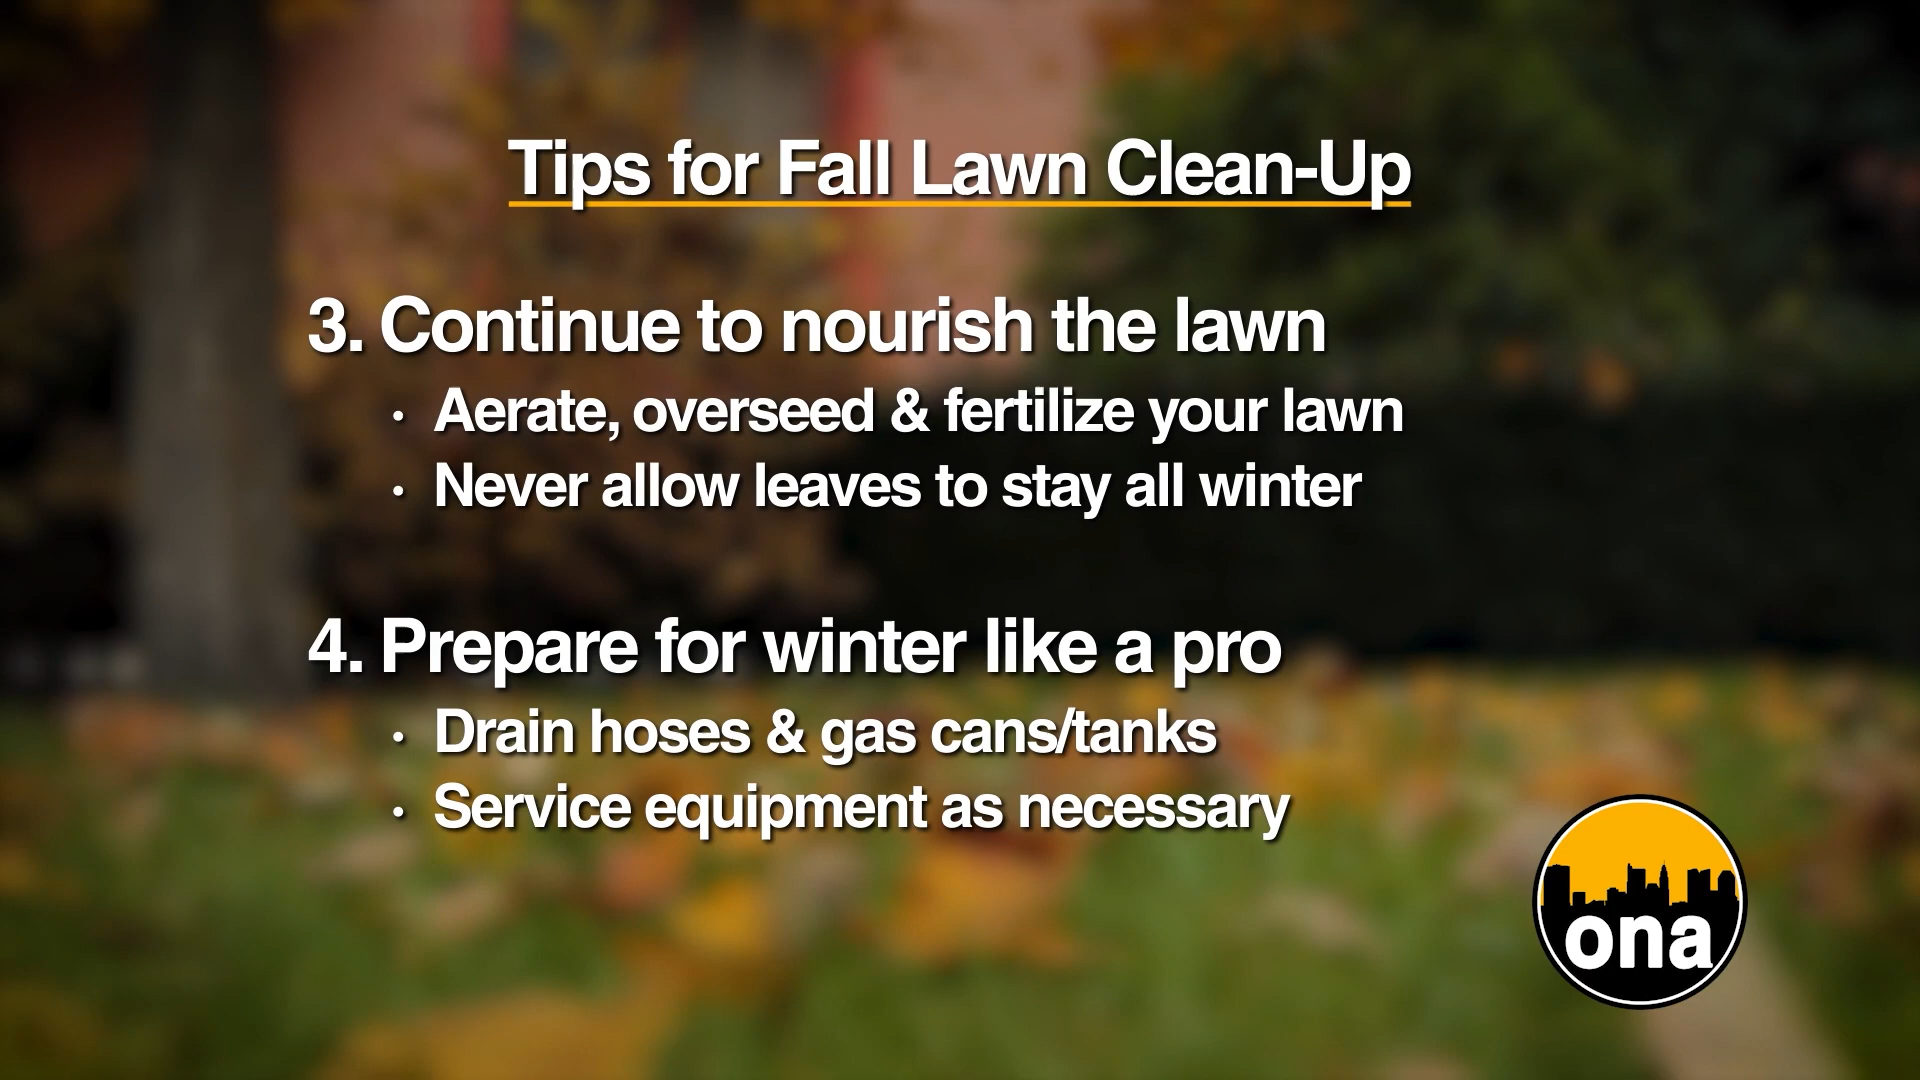 Tips for Fall Lawn Clean-Up
3. Continue to nourish the lawn
· Aerate, overseed & fertilize your lawn
· Never allow leaves to stay all winter
4. Prepare for winter like a pro
· Drain hoses & gas cans/tanks
· Service equipment as necessary
ona